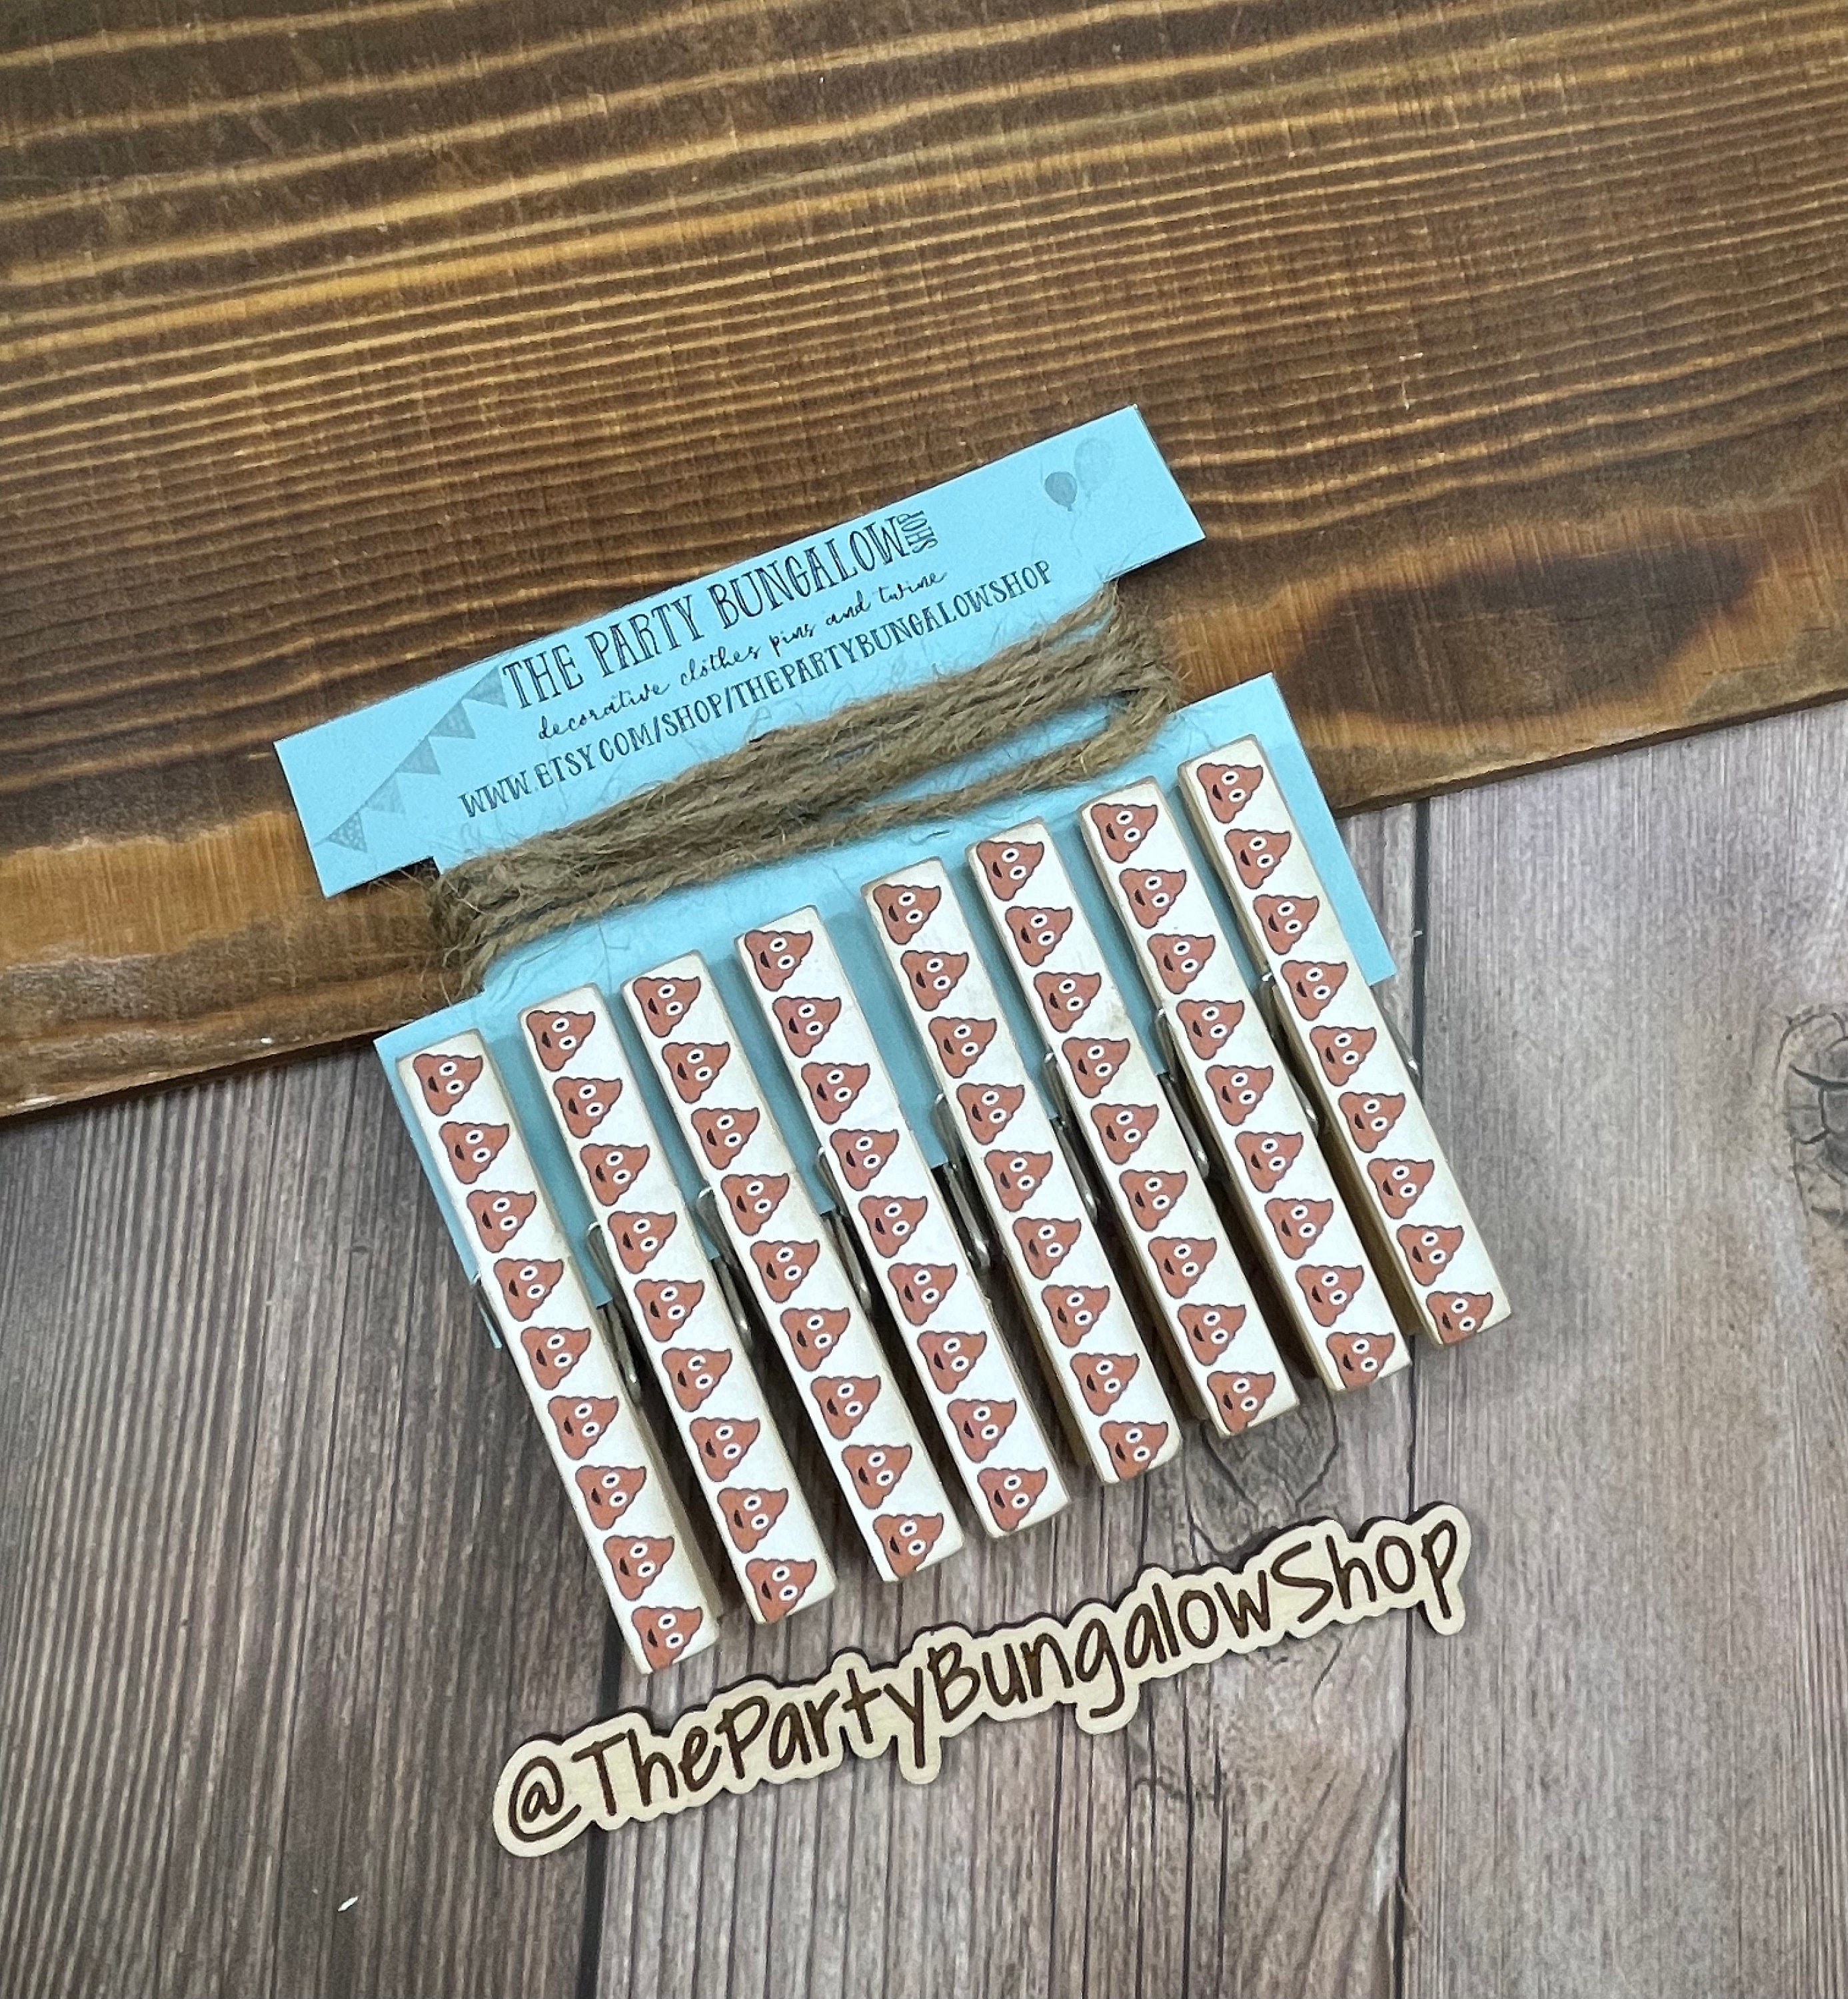 THE PARTY BUNGALOW SHOP
decorative clothes pins and twine
WWW.ETSY.COM/SHOP/THEPARTYBUNGALOWSHOP
@ThePartyBungalowShop